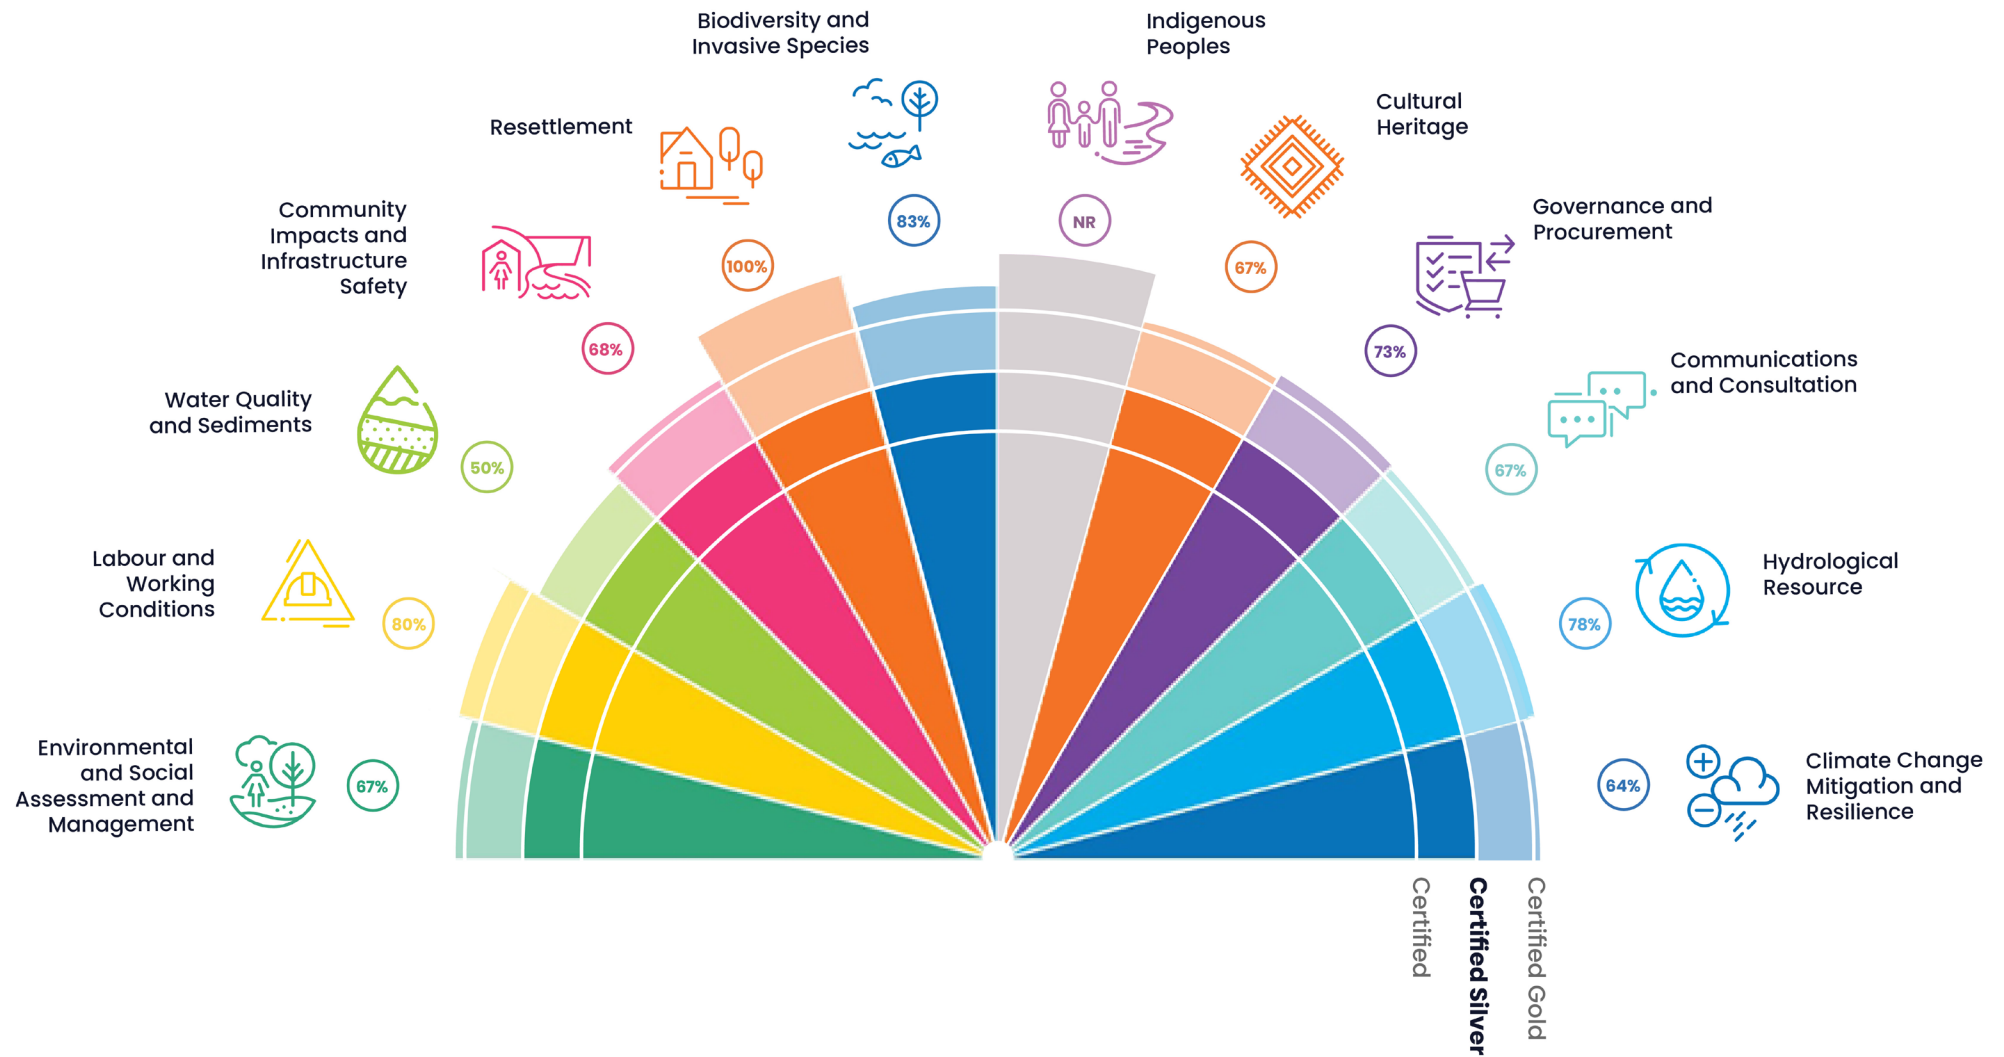 Biodiversity and
Invasive Species
83%
Indigenous
Peoples
NR
Resettlement
100%
Cultural
Heritage
67%
Community
Impacts and
Infrastructure
Safety
68%
Governance and
Procurement
73%
Water Quality
and Sediments
50%
Communications
and Consultation
67%
Labour and
Working
Conditions
80%
Hydrological
Resource
78%
Environmental
and Social
Assessment and
Management
67%
Climate Change
Mitigation and
Resilience
64%
Certified
Certified Silver
Certified Gold